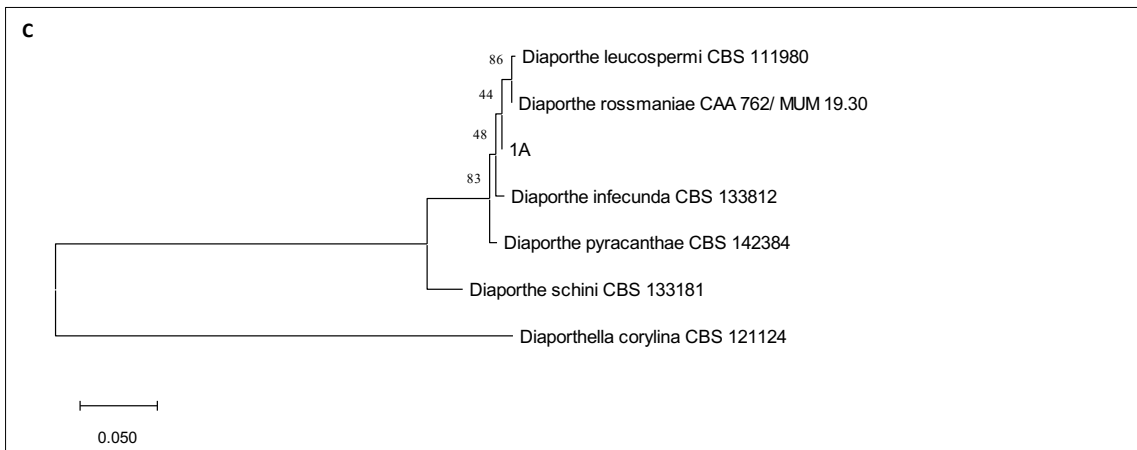 C
86 Diaporthe leucospermi CBS 111980
44 Diaporthe rossmaniae CAA 762/ MUM 19.30
48 1A
83 Diaporthe infecunda CBS 133812
Diaporthe pyracanthae CBS 142384
Diaporthe schini CBS 133181
Diaporthella corylina CBS 121124
0.050